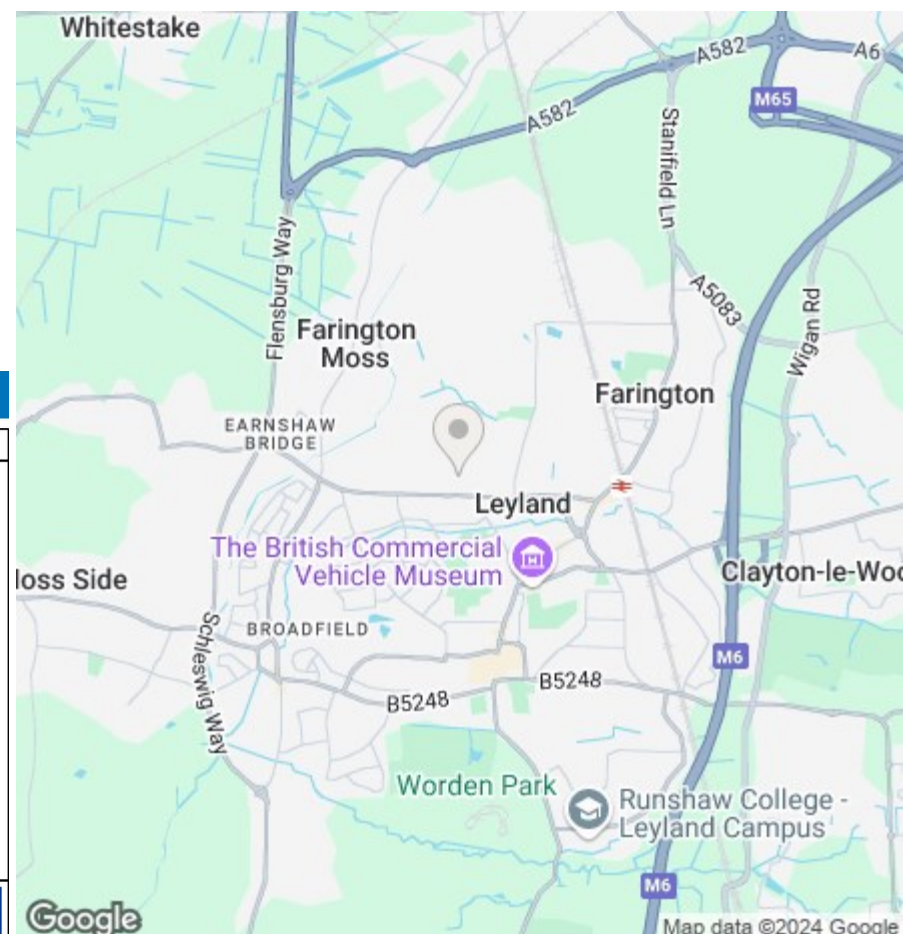 Whitestake
A582
A6
M65
A582
Stanifield Ln
Flensburg Way
A5083
Wigan Rd
Farington
Moss
Farington
EARNSHAW
BRIDGE
Leyland
The British Commercial
Vehicle Museum
loss Side
Clayton-le-Woo
BROADFIELD
Schleswig Way
M6
B5248
B5248
Worden Park
Runshaw College -
Leyland Campus
M6
Google
Map data ©2024 Google